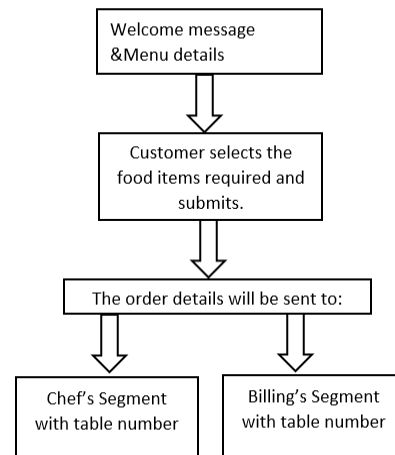 Welcome message
&Menu details
Customer selects the
food items required and
submits.
The order details will be sent to:
Chef's Segment
with table number
Billing's Segment
with table number